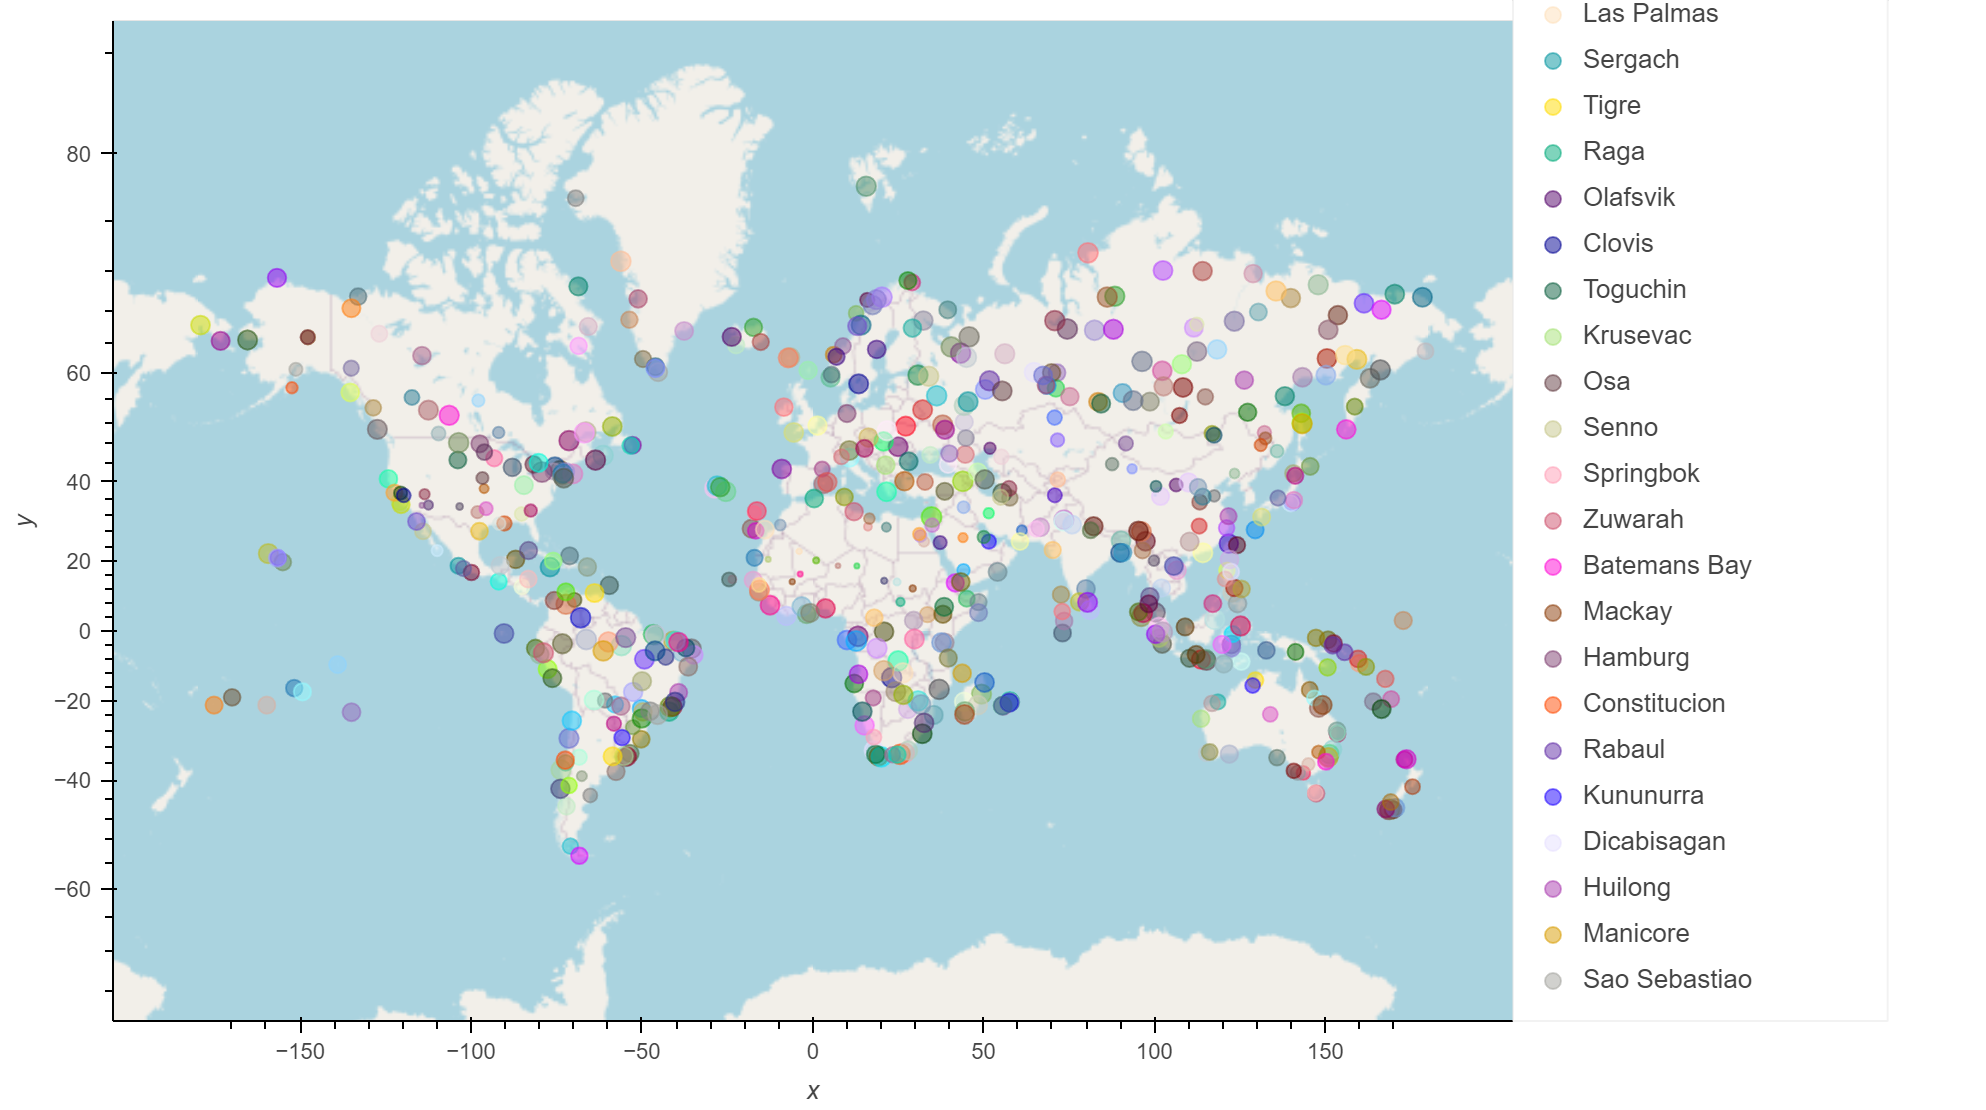 Las Palmas
Sergach
Tigre
Raga
Olafsvik
Clovis
Toguchin
Krusevac
Osa
Senno
Springbok
Zuwarah
Batemans Bay
Mackay
Hamburg
Constitucion
Rabaul
Kununurra
Dicabisagan
Huilong
Manicore
Sao Sebastiao
80
60
40
20
0
−20
−40
−60
y
−150
−100
−50
0
50
100
150
x